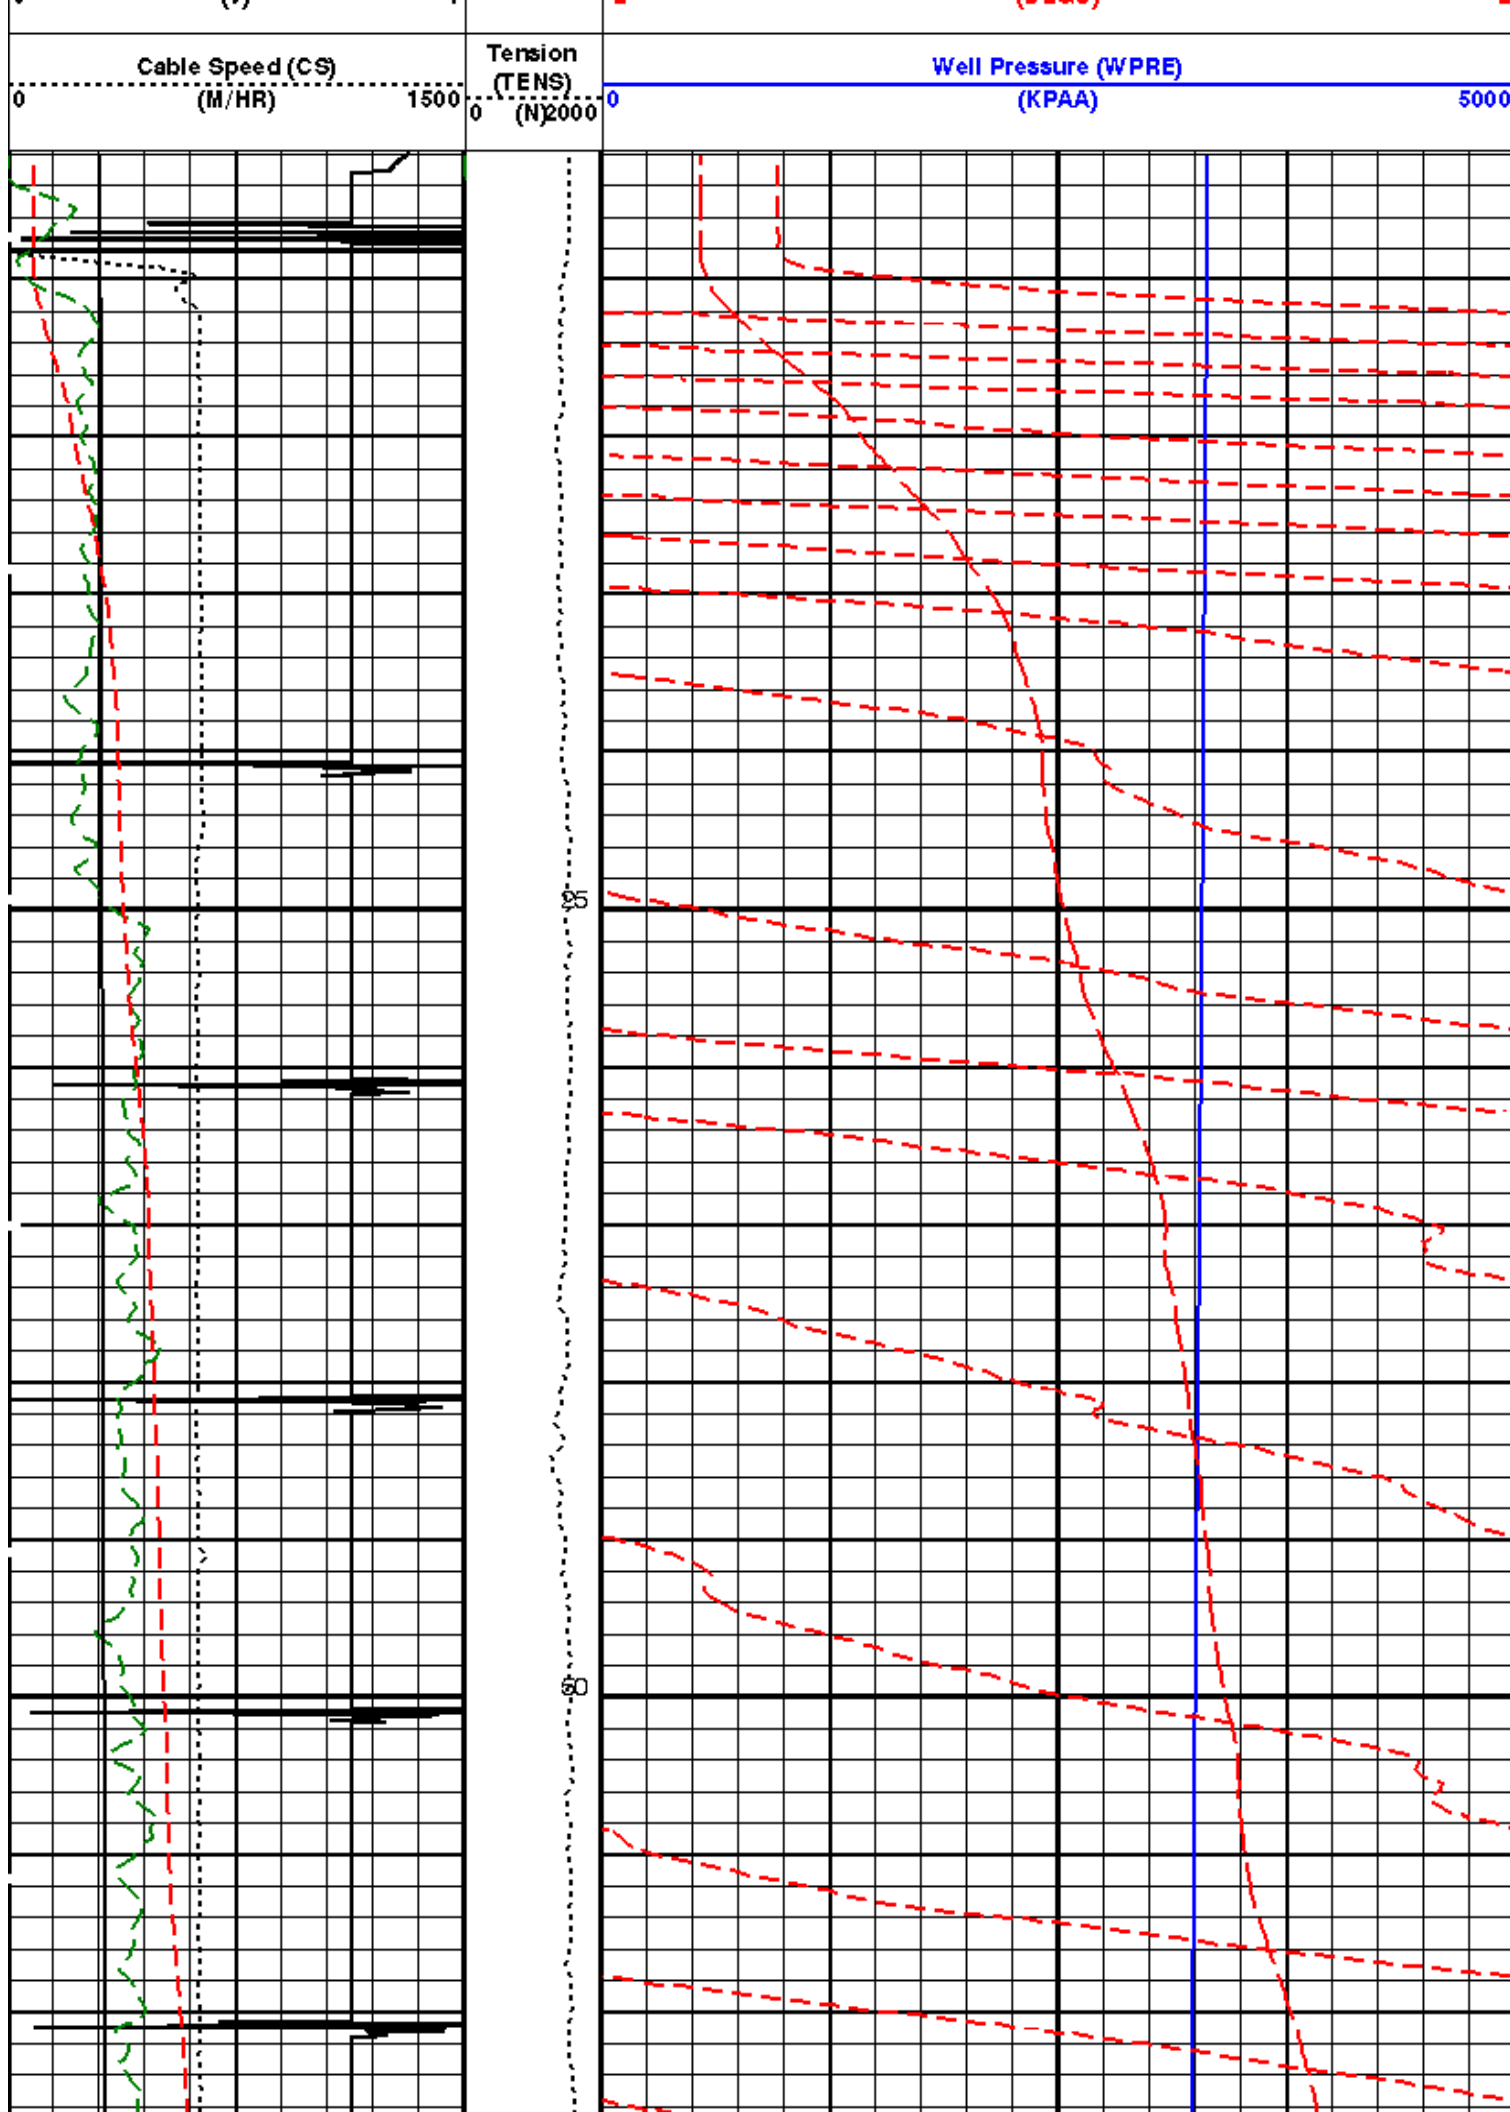 Cable Speed (CS)
0 (M/HR) 1500
Tension
(TENS)
0 (N) 2000
Well Pressure (WPRE)
0 (KPAA) 5000
25
50